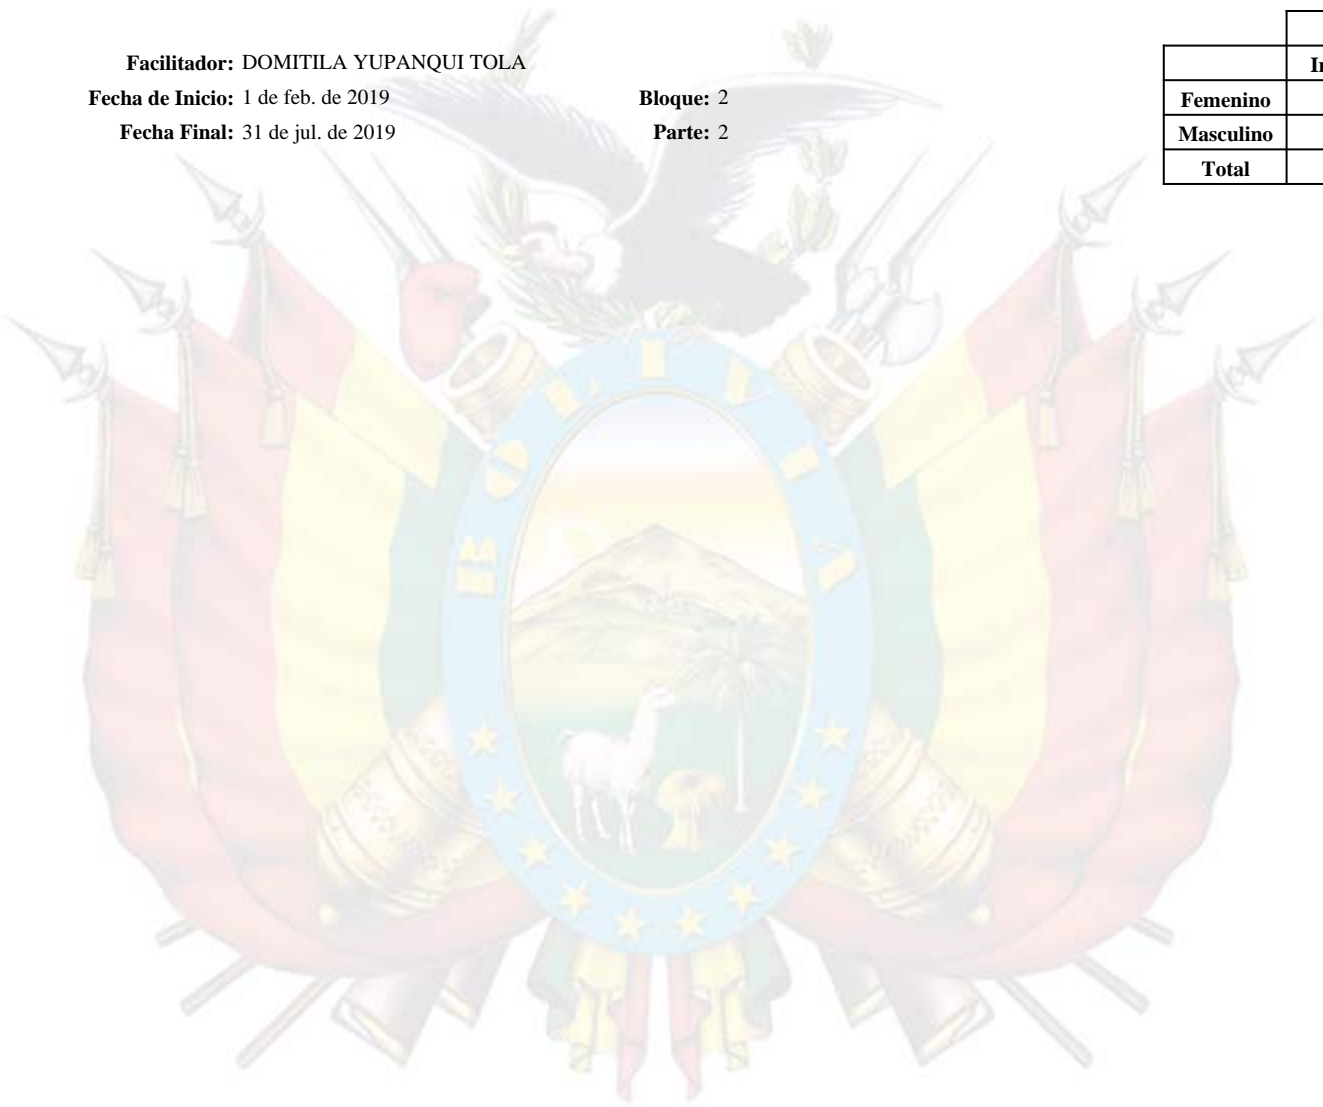 Facilitador: DOMITILA YUPANQUI TOLA
Fecha de Inicio: 1 de feb. de 2019 Bloque: 2
Fecha Final: 31 de jul. de 2019 Parte: 2
Femenino
Masculino
Total
BOLIVIA